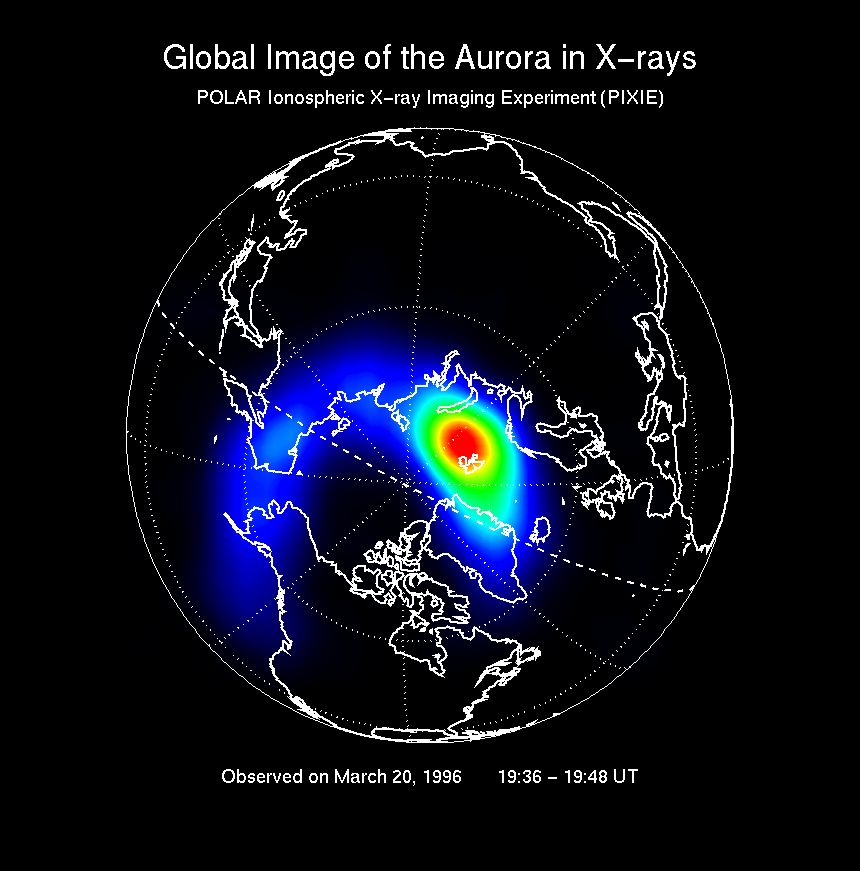 Global Image of the Aurora in X-rays
POLAR Ionospheric X-ray Imaging Experiment (PIXIE)
Observed on March 20, 1996 19:36 - 19:48 UT